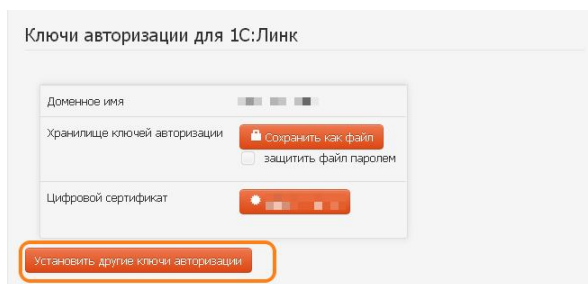 Ключи авторизации для 1С:Линк
Доменное имя
Хранилище ключей авторизации
Сохранить как файл
защитить файл паролем
Цифровой сертификат
Установить другие ключи авторизации